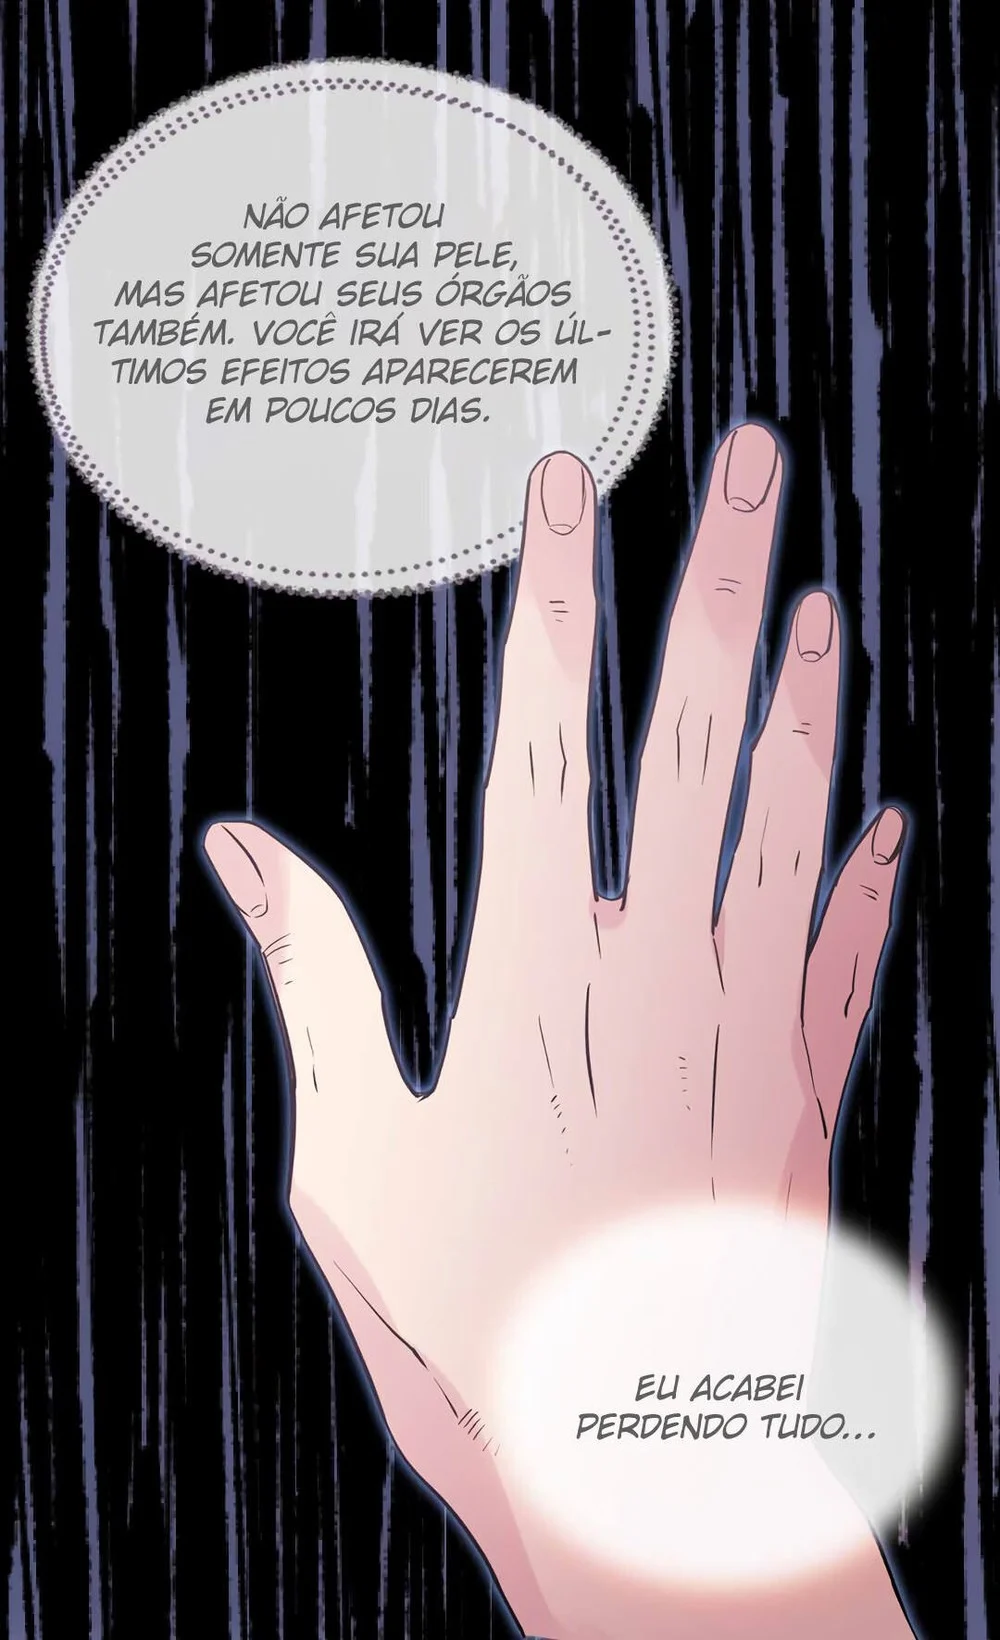 NÃO AFETOU
SOMENTE SUA PELE,
MAS AFETOU SEUS ÓRGÃOS
TAMBÉM. VOCÊ IRÁ VER OS ÚL-
TIMOS EFEITOS APARECEREM
EM POUCOS DIAS.
EU ACABEI
PERDENDO TUDO...